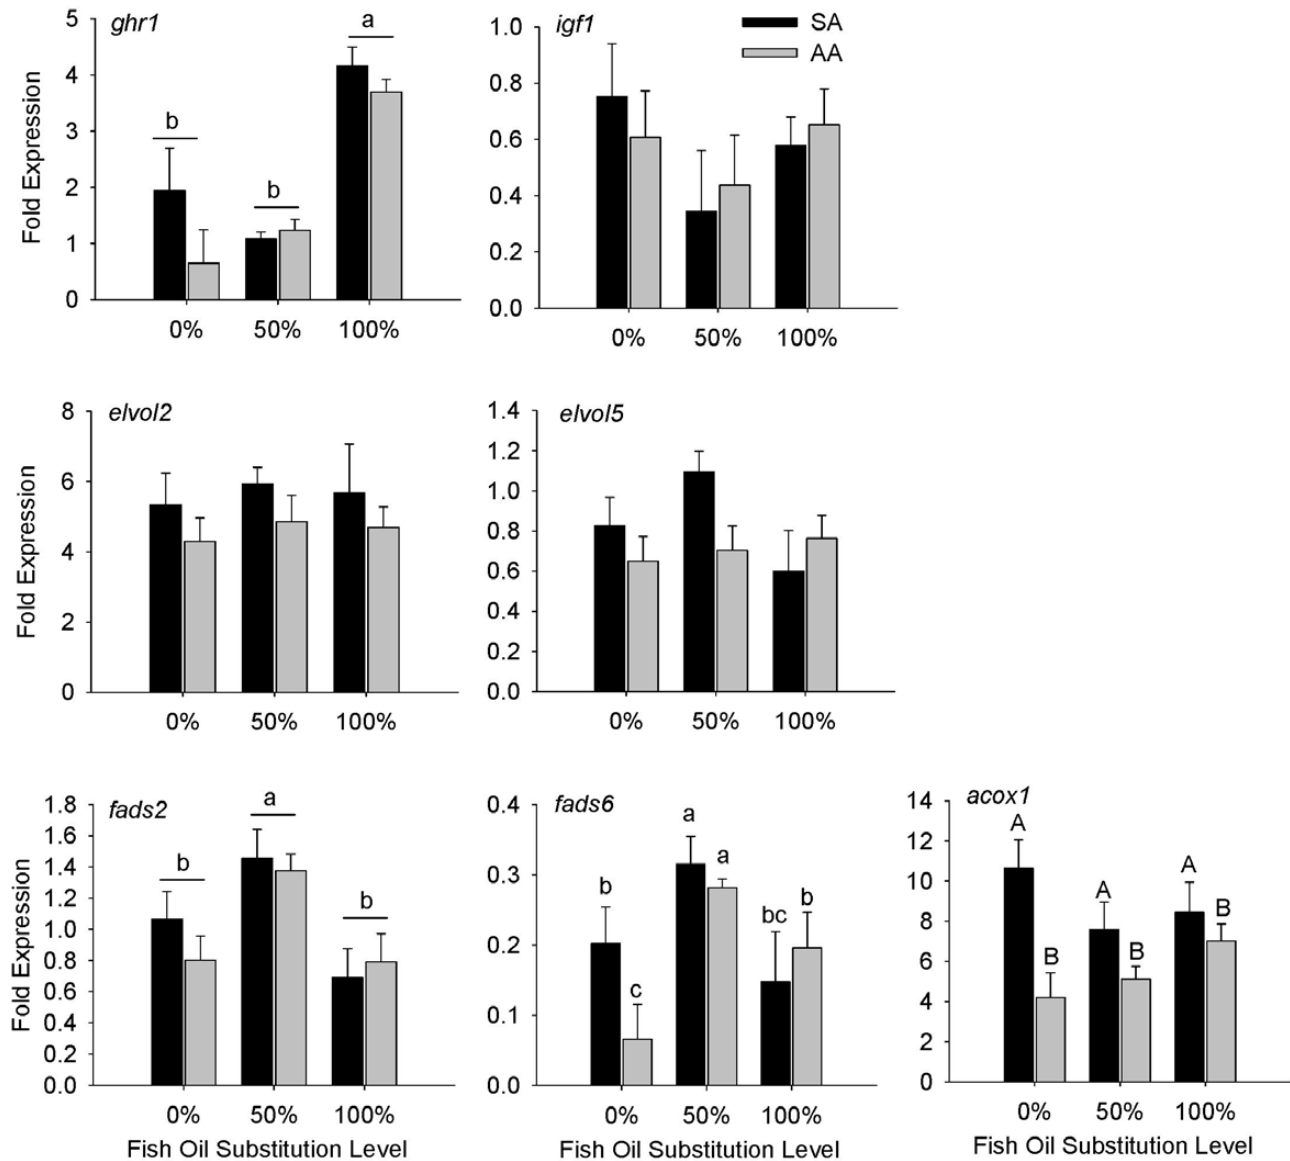 ghr1
Fold Expression
5
4
3
2
1
0
b
b
a
0% 50% 100%
igf1
SA
AA
1.0
0.8
0.6
0.4
0.2
0.0
0% 50% 100%
elvol2
Fold Expression
8
6
4
2
0
0% 50% 100%
elvol5
1.4
1.2
1.0
0.8
0.6
0.4
0.2
0.0
0% 50% 100%
fads2
Fold Expression
1.8
1.6
1.4
1.2
1.0
0.8
0.6
0.4
0.2
0.0
b
a
b
0% 50% 100%
Fish Oil Substitution Level
fads6
0.4
0.3
0.2
0.1
0.0
b
c
a
a
bc
b
0% 50% 100%
Fish Oil Substitution Level
acox1
14
12
10
8
6
4
2
0
A
B
A
B
A
B
0% 50% 100%
Fish Oil Substitution Level